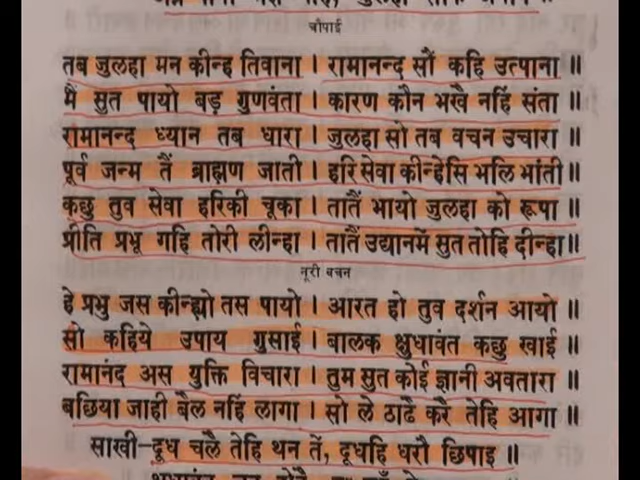 चौपाई
तब जुलहा मन कीन्ह तिवाना । रामानन्द सों कहि उत्पाना ॥
मैं सुत पायो बड़ गुणवंता । कारण कौन भखै नहिं संता ॥
रामानन्द ध्यान तब धारा । जुलहा सो तब वचन उचारा ॥
पूर्व जन्म तैं ब्राह्मण जाती । हरि सेवा कीन्हेसि भलि भांती ॥
कछु तुव सेवा हरिकी चूका । तातैं भायो जुलहा को रूपा ॥
प्रीति प्रभू गहि तोरी लीन्हा । तातैं उद्यानमें सुत तोहि दीन्हा॥
नूरी बचन
हे प्रभु जस कीन्ह्यो तस पायो । आरत हो तुव दर्शन आयो ॥
सो कहिये उपाय गुसाई । बालक क्षुधावंत कछु खाई ॥
रामानंद अस युक्ति विचारा । तुम सुत कोई ज्ञानी अवतारा ॥
बछिया जाही बैल नहिं लागा । सो ले ठाढै करै तेहि आगा ॥
साखी-दूध चलै तेहि थन तें, दूधहि धरौ छिपाइ ॥